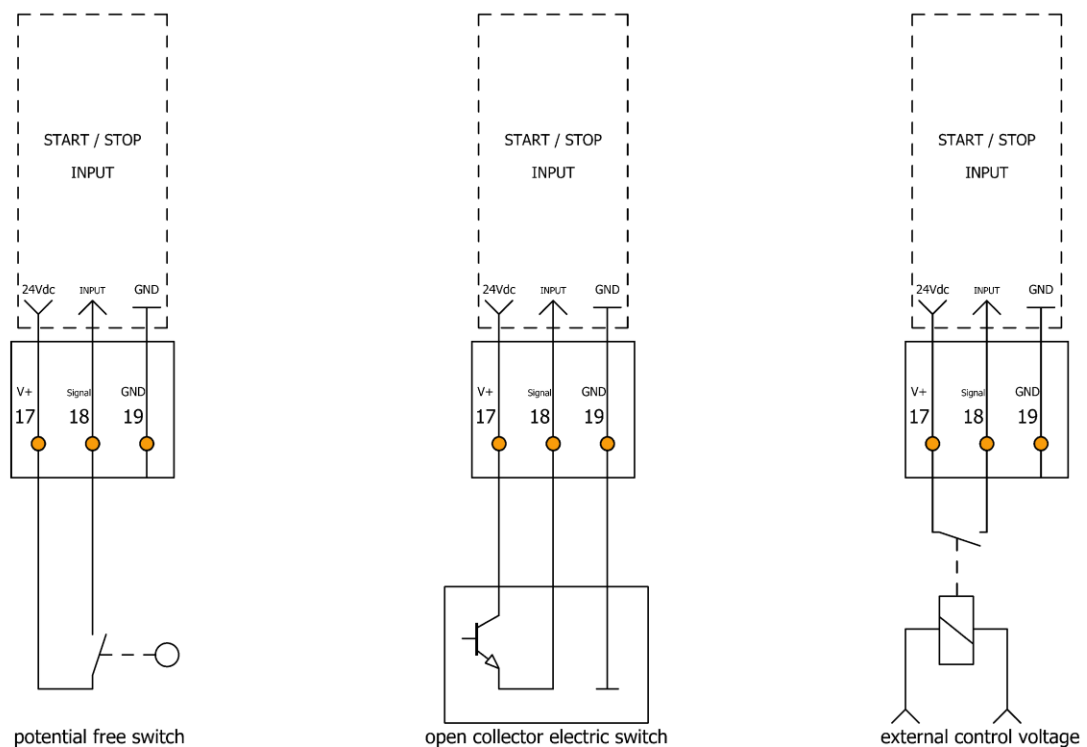 START / STOP
INPUT
24Vdc INPUT GND
V+ Signal GND
17 18 19
potential free switch
START / STOP
INPUT
24Vdc INPUT GND
V+ Signal GND
17 18 19
open collector electric switch
START / STOP
INPUT
24Vdc INPUT GND
V+ Signal GND
17 18 19
external control voltage